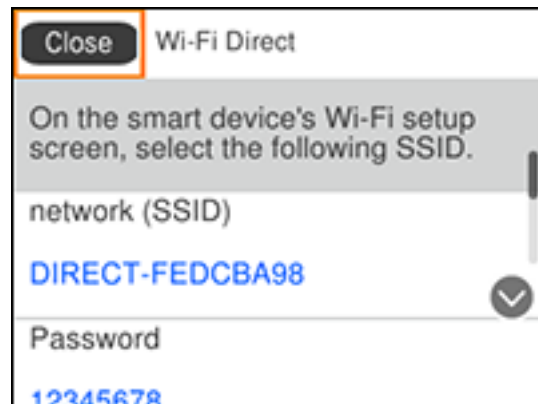 Close Wi-Fi Direct
On the smart device's Wi-Fi setup
screen, select the following SSID.
network (SSID)
DIRECT-FEDCBA98
Password
12345678